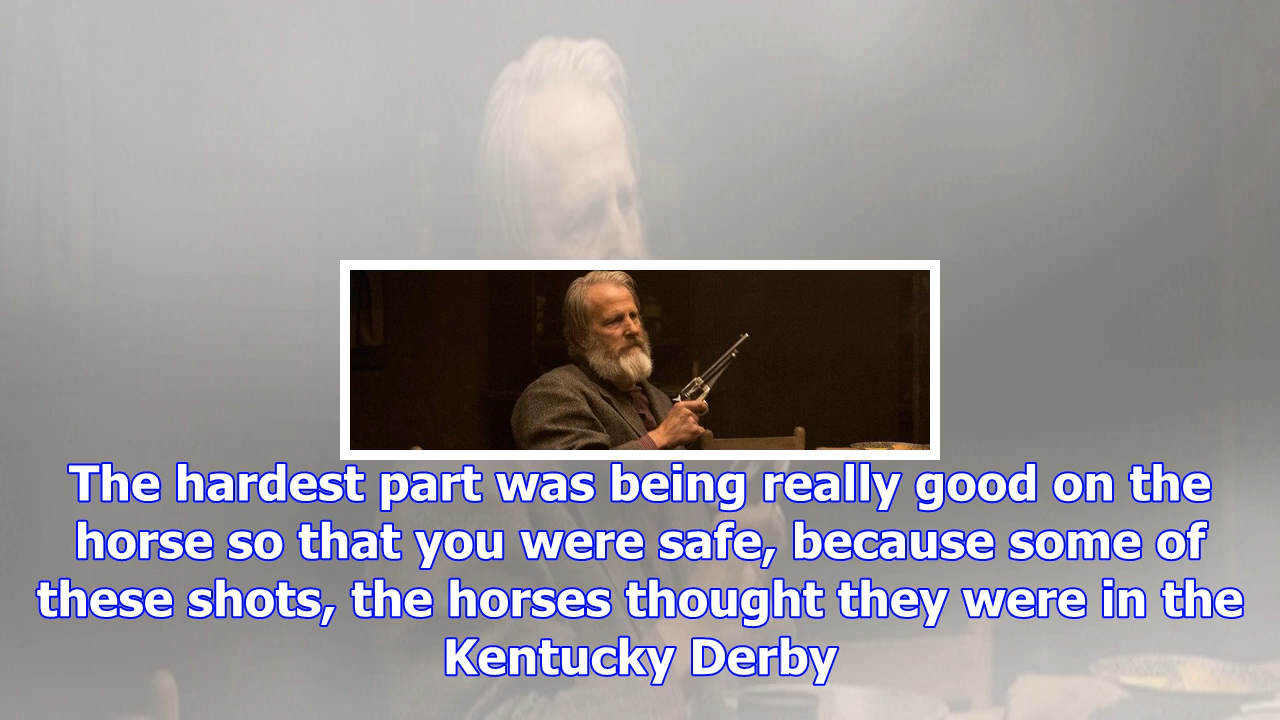 The hardest part was being really good on the
horse so that you were safe, because some of
these shots, the horses thought they were in the
Kentucky Derby